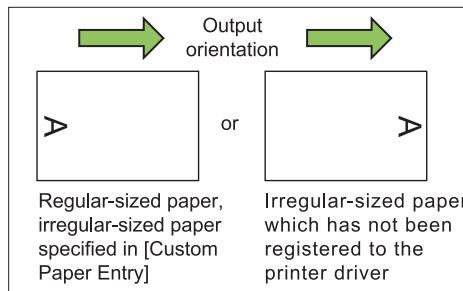 Output
orientation
A
or
A
Regular-sized paper,
irregular-sized paper
specified in [Custom
Paper Entry]
Irregular-sized paper
which has not been
registered to the
printer driver